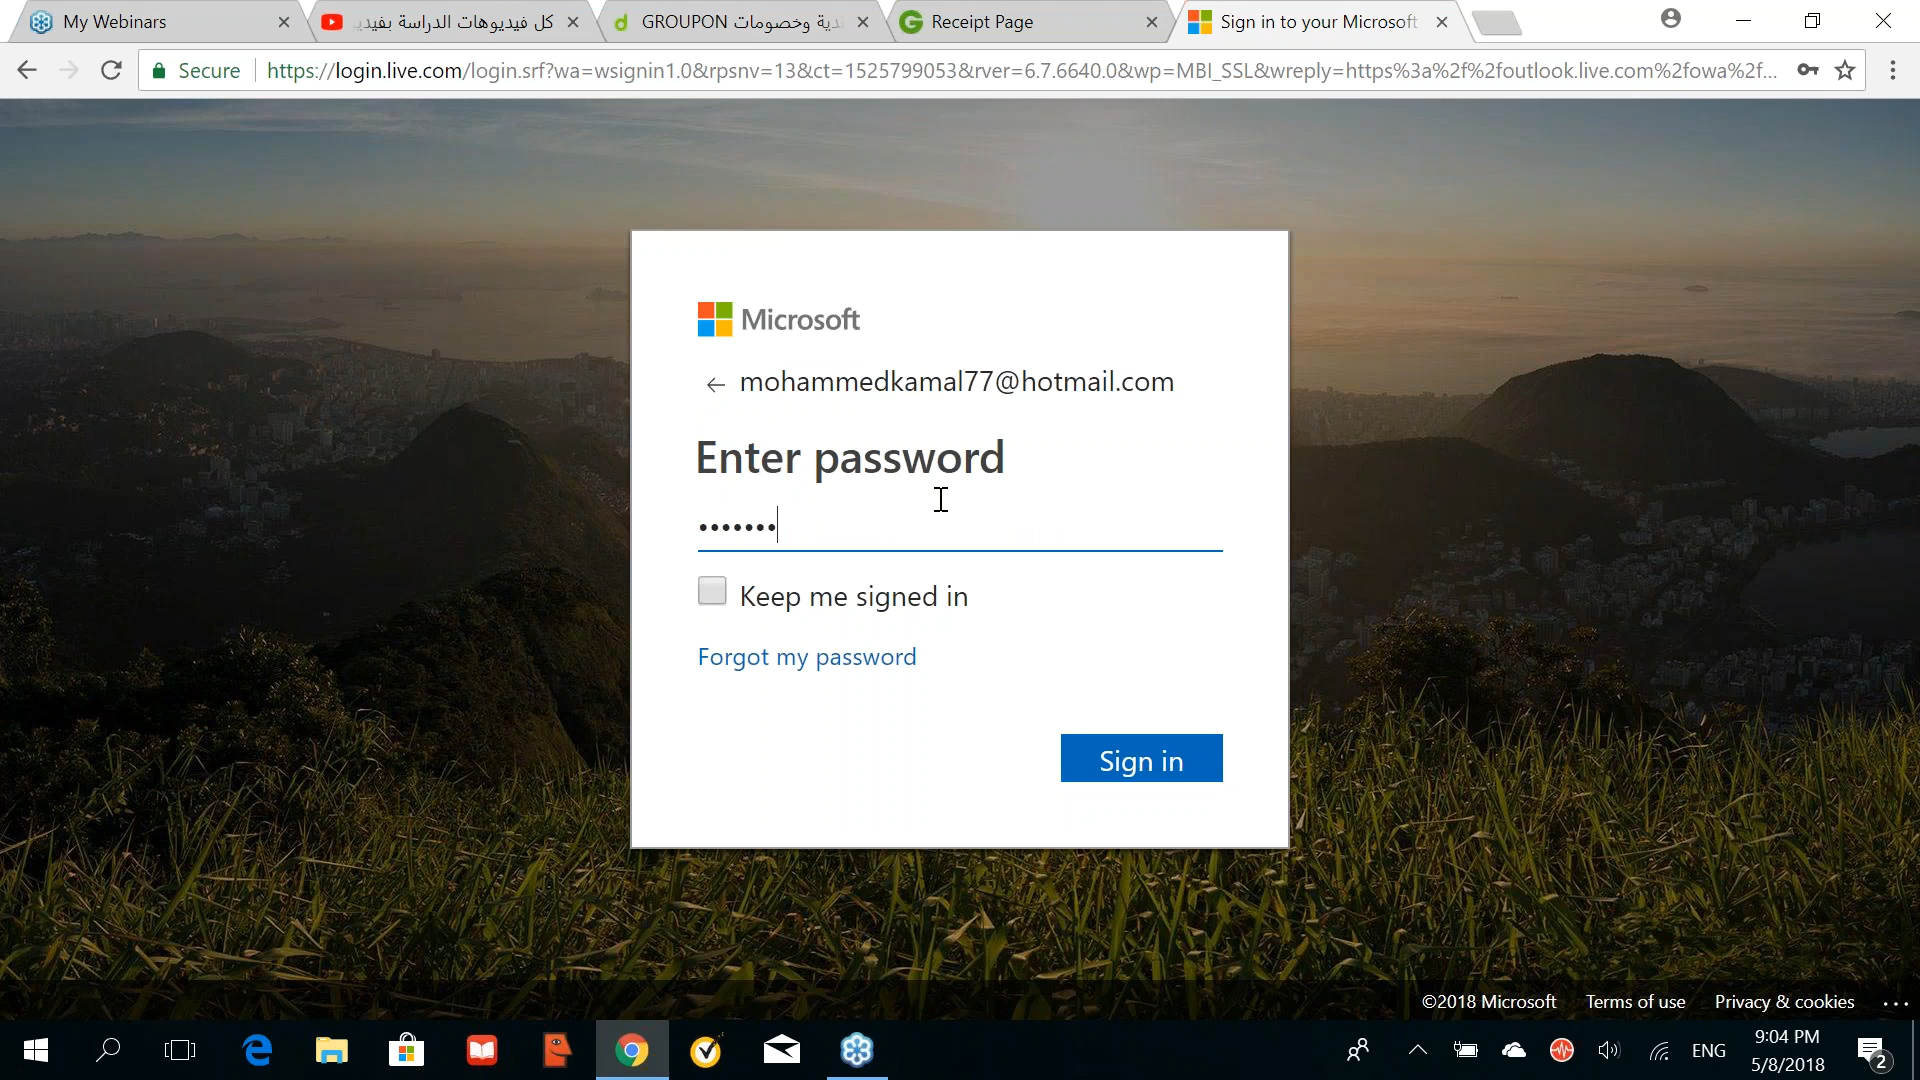 My Webinars
كل فيديوهات الدراسة بفيدي
GROUPON وخصومات
Receipt Page
Sign in to your Microsoft
Secure
https://login.live.com/login.srf?wa=wsignin1.0&rpsnv=13&ct=1525799053&rver=6.7.6640.0&wp=MBI_SSL&wreply=https%3a%2f%2foutlook.live.com%2fowa%2f...
Microsoft
mohammedkamal77@hotmail.com
Enter password
Keep me signed in
Forgot my password
Sign in
©2018 Microsoft
Terms of use
Privacy & cookies
ENG
9:04 PM
5/8/2018
2